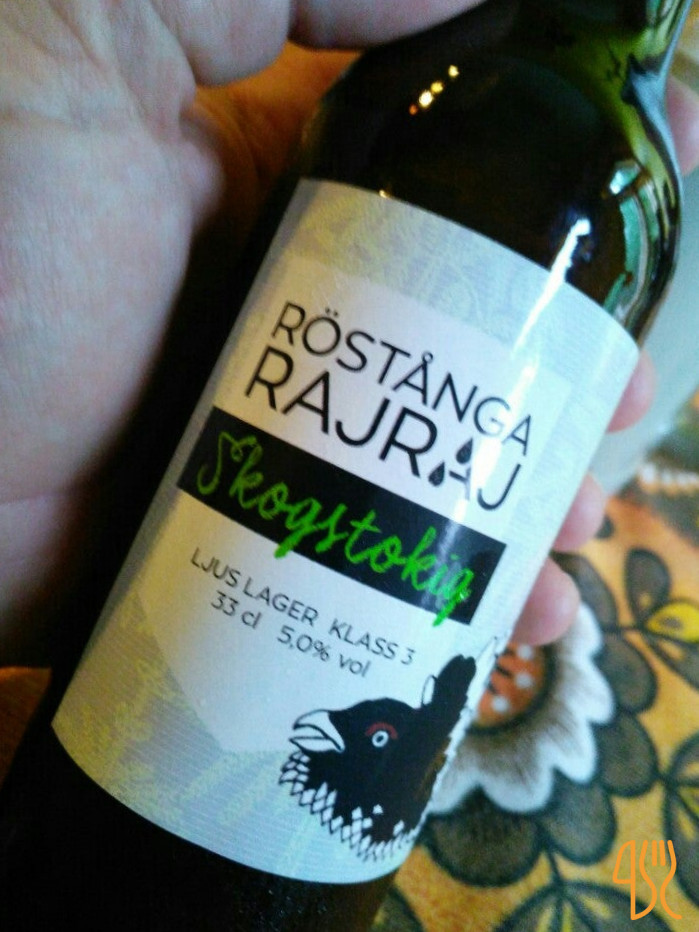 RÖSTÅNGA
RAJRAJ
Skogstokig
LJUS LAGER KLASS 3
33 cl 5,0% vol